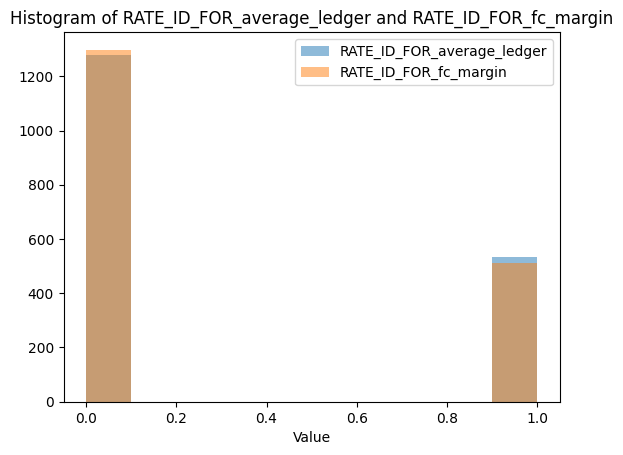 Histogram of RATE_ID_FOR_average_ledger and RATE_ID_FOR_fc_margin
RATE_ID_FOR_average_ledger
RATE_ID_FOR_fc_margin
1200
1000
800
600
400
200
0
0.0 0.2 0.4 0.6 0.8 1.0
Value